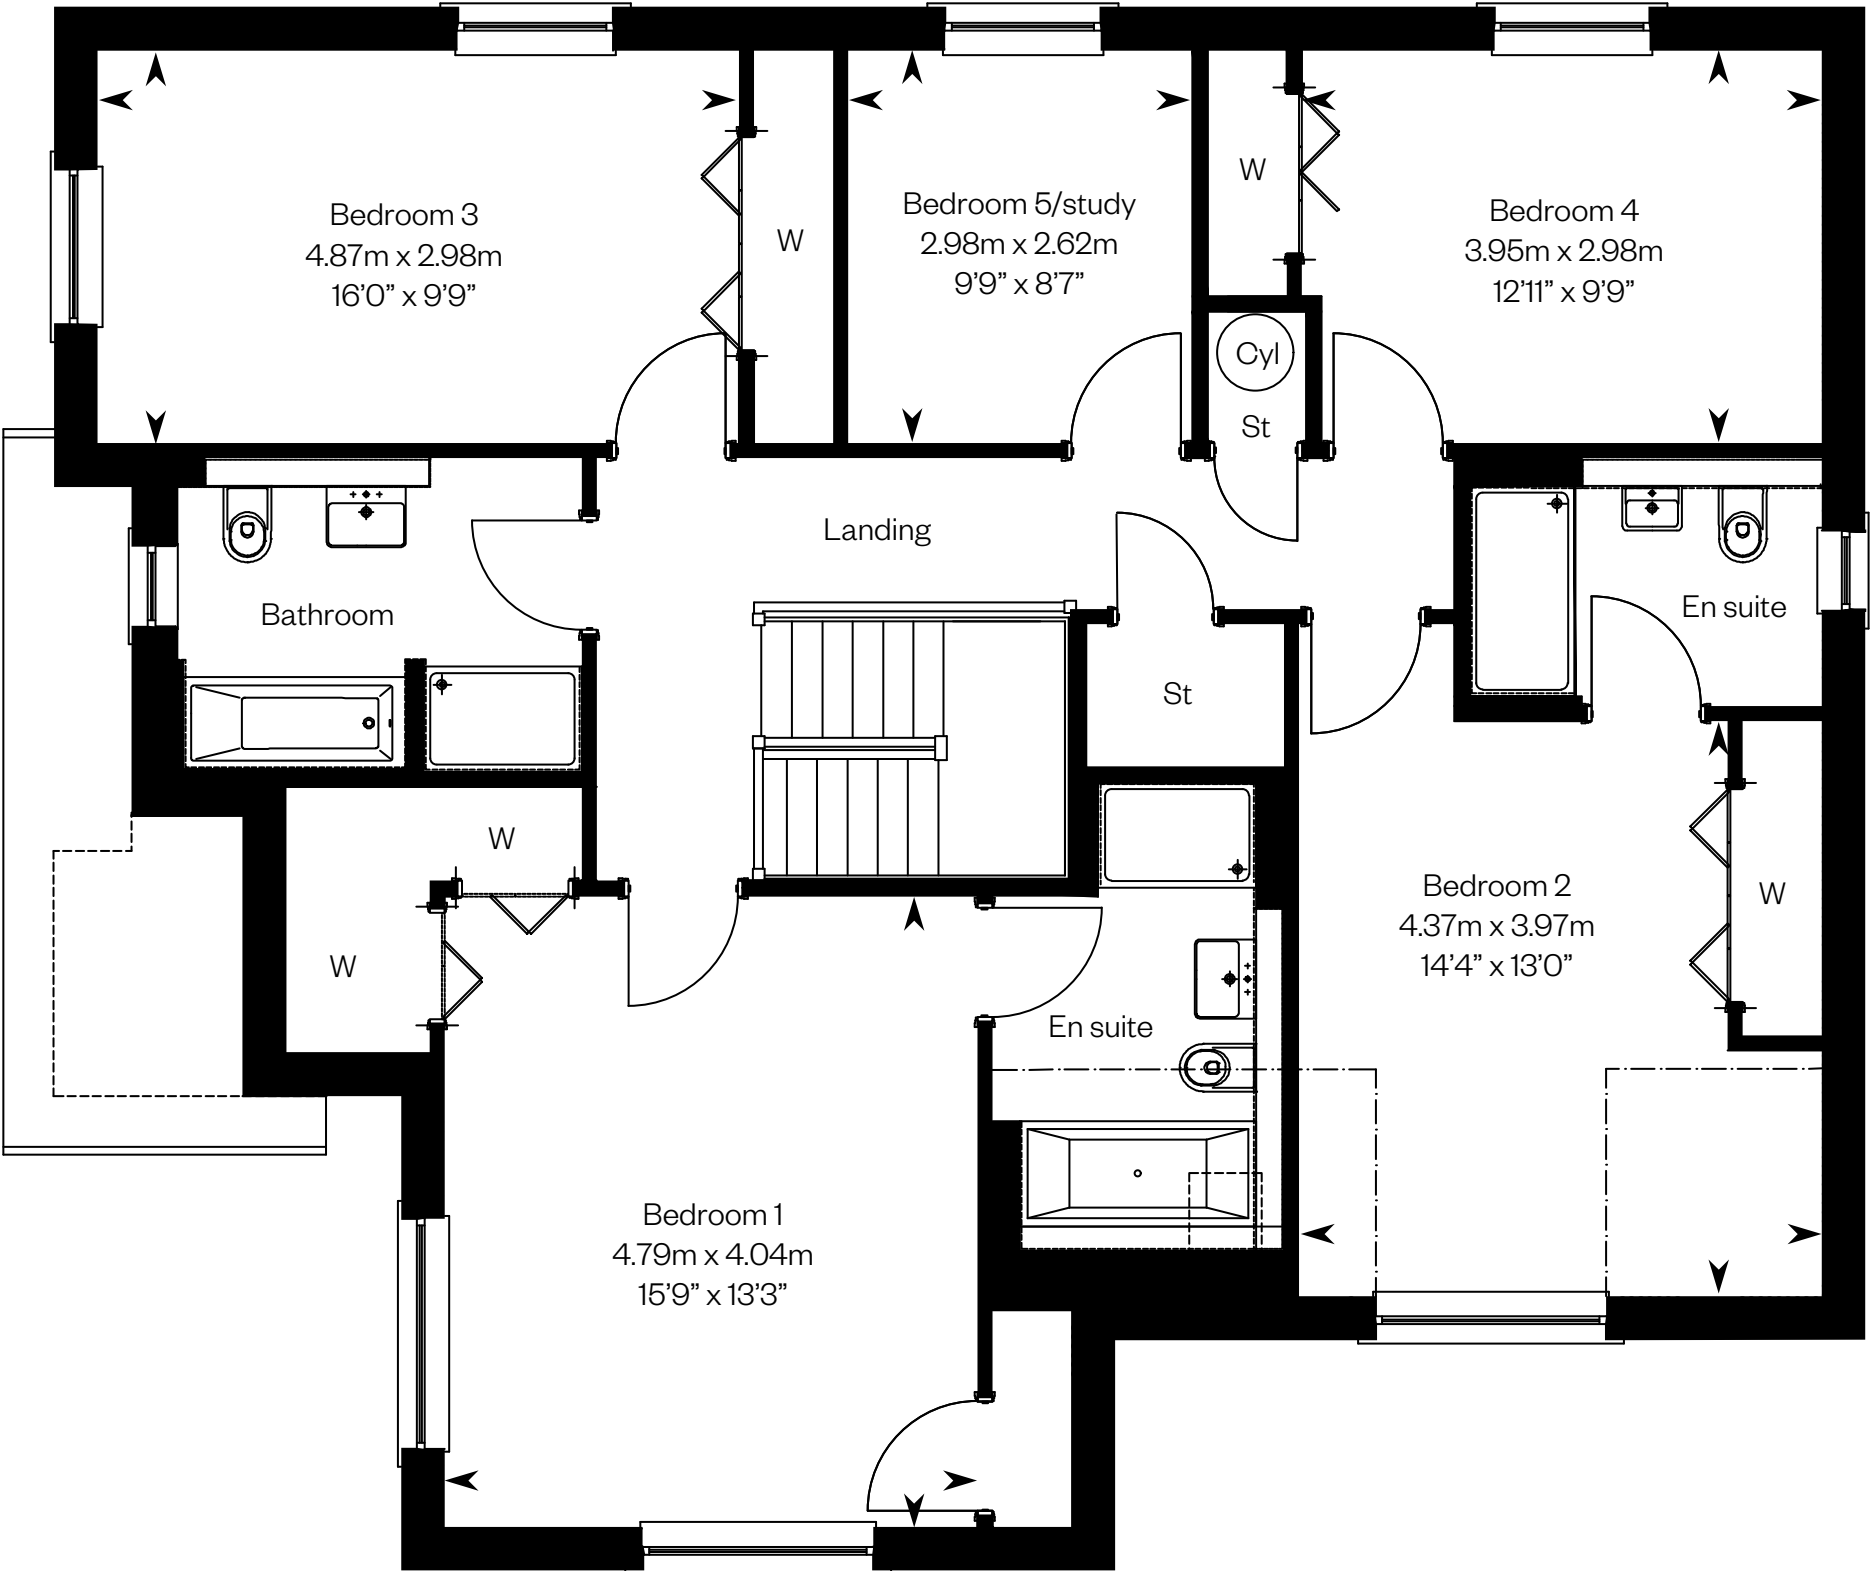 Bedroom 3
4.87m x 2.98m
16’0” x 9’9”
W
Bedroom 5/study
2.98m x 2.62m
9’9” x 8’7”
W
Bedroom 4
3.95m x 2.98m
12’11” x 9’9”
Cyl
St
Landing
Bathroom
En suite
St
W
W
Bedroom 2
4.37m x 3.97m
14’4” x 13’0”
W
En suite
Bedroom 1
4.79m x 4.04m
15’9” x 13’3”